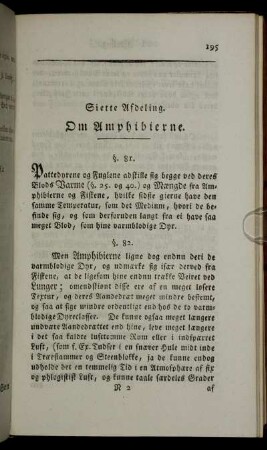 195
Siette Afdeling.
Om Amphibierne.
§. 81.
Pattedyrene og Fuglene adskille sig begge ved deres
Blods Varme (§. 25. og 40.) og Mængde fra Am-
phibierne og Fiskene, hvilke sidste gierne have den
samme Temperatur, som det Medium, hvori de be-
finde sig, og som desforuden langt fra ei have saa
meget Blod, som hine varmblodige Dyr.
§. 82.
Men Amphibierne ligne dog endnu deri de
varmblodige Dyr, og udmærke sig især derved fra
Fiskene, at de ligesom hine endnu trække Veiret ved
Lunger; omendskiønt disse ere af en meget løsere
Textur, og deres Aandedræt meget mindre bestemt,
og saa at sige mindre ordentligt end hos de to varm-
blodige Dyreclasser. De kunne ogsaa meget længere
undvære Aandedrættet end hine, leve meget længere i
det saa kaldte lufttomme Rum eller i indspærret
Luft, (som f. Ex. Tudser i en snæver Hule midt inde
i Træstammer og Steenblokke, ja de kunne endog
udholde det en temmelig Tid i en Atmosphære af fix
og phlogistisk Luft, og kunne taale særdeles Grader
N 2
af